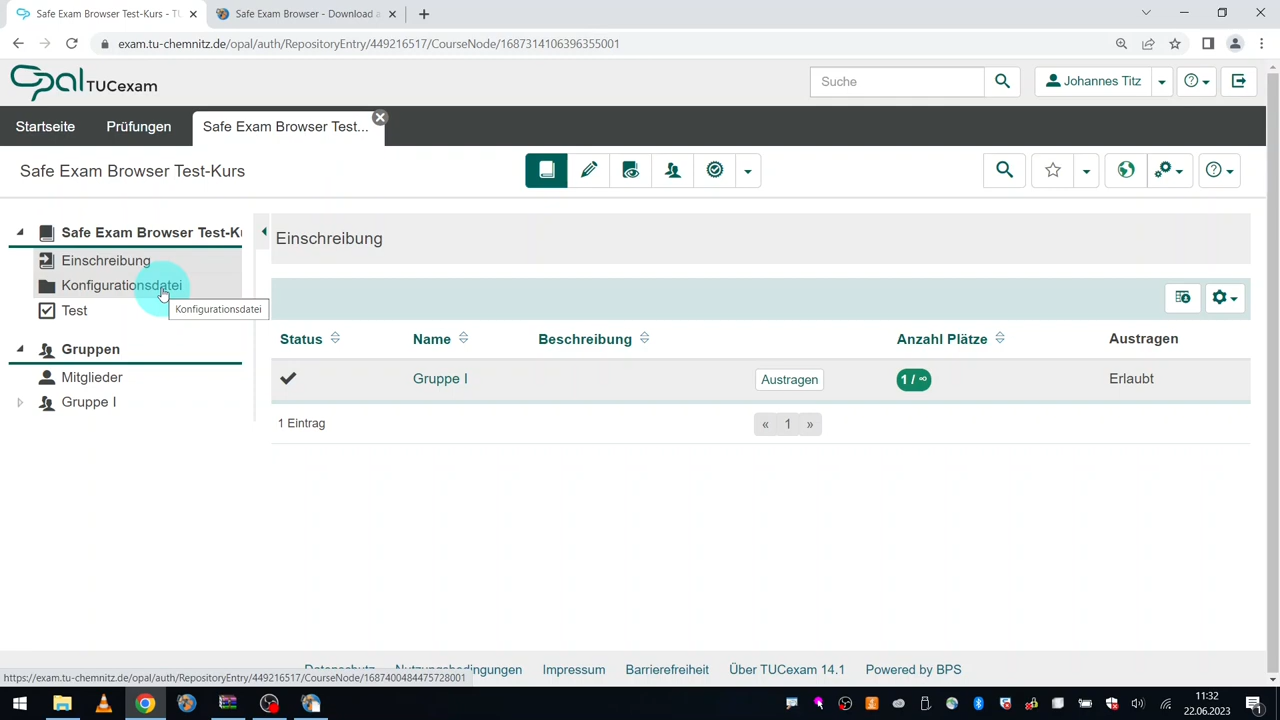 Safe Exam Browser Test-Kurs - TU
Safe Exam Browser - Download a
exam.tu-chemnitz.de/opal/auth/RepositoryEntry/449216517/CourseNode/1687314106396355001
Opal TUCexam
Suche
Johannes Titz
Startseite
Prüfungen
Safe Exam Browser Test...
Safe Exam Browser Test-Kurs
Safe Exam Browser Test-Ku
Einschreibung
Konfigurationsdatei
Konfigurationsdatei
Test
Gruppen
Mitglieder
Gruppe I
Einschreibung
Status
Name
Beschreibung
Anzahl Plätze
Austragen
Gruppe I
Austragen
1 / ∞
Erlaubt
1 Eintrag
« 1 »
Datenschutz
Nutzungsbedingungen
Impressum
Barrierefreiheit
Über TUCexam 14.1
Powered by BPS
https://exam.tu-chemnitz.de/opal/auth/RepositoryEntry/449216517/CourseNode/1687400484475728001
11:32
22.06.2023
1